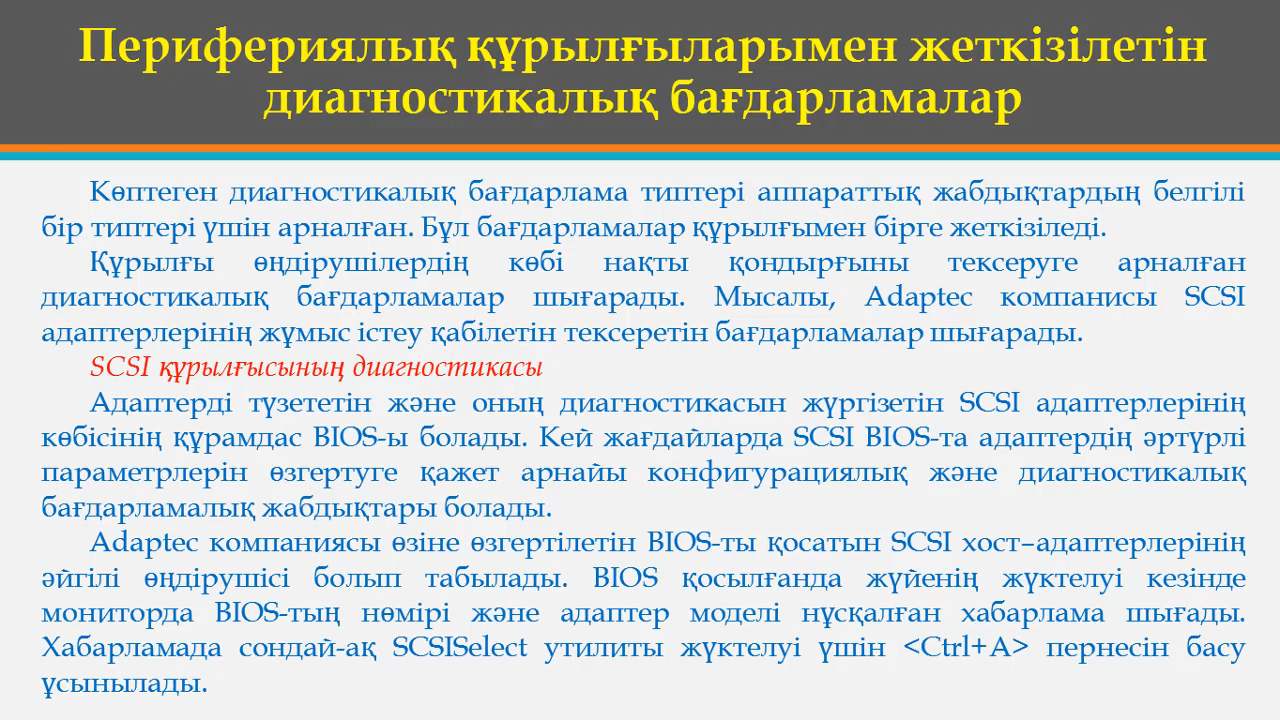 Перифериялық құрылғыларымен жеткізілетін
диагностикалық бағдарламалар
Көптеген диагностикалық бағдарлама типтері аппараттық жабдықтардың белгілі
бір типтері үшін арналған. Бұл бағдарламалар құрылғымен бірге жеткізіледі.
Құрылғы өңдірушілердің көбі нақты қондырғыны тексеруге арналған
диагностикалық бағдарламалар шығарады. Мысалы, Adaptec компанисы SCSI
адаптерлерінің жұмыс істеу қабілетін тексеретін бағдарламалар шығарады.
SCSI құрылғысының диагностикасы
Адаптерді түзететін және оның диагностикасын жүргізетін SCSI адаптерлерінің
көбісінің құрамдас BIOS-ы болады. Кей жағдайларда SCSI BIOS-та адаптердің әртүрлі
параметрлерін өзгертуге қажет арнайы конфигурациялық және диагностикалық
бағдарламалық жабдықтары болады.
Adaptec компаниясы өзіне өзгертілетін BIOS-ты қосатын SCSI хост–адаптерлерінің
әйгілі өңдірушісі болып табылады. BIOS қосылғанда жүйенің жүктелуі кезінде
мониторда BIOS-тың нөмірі және адаптер моделі нұсқалған хабарлама шығады.
Хабарламада сондай-ақ SCSISelect утилиты жүктелуі үшін <Ctrl+A> пернесін басу
ұсынылады.